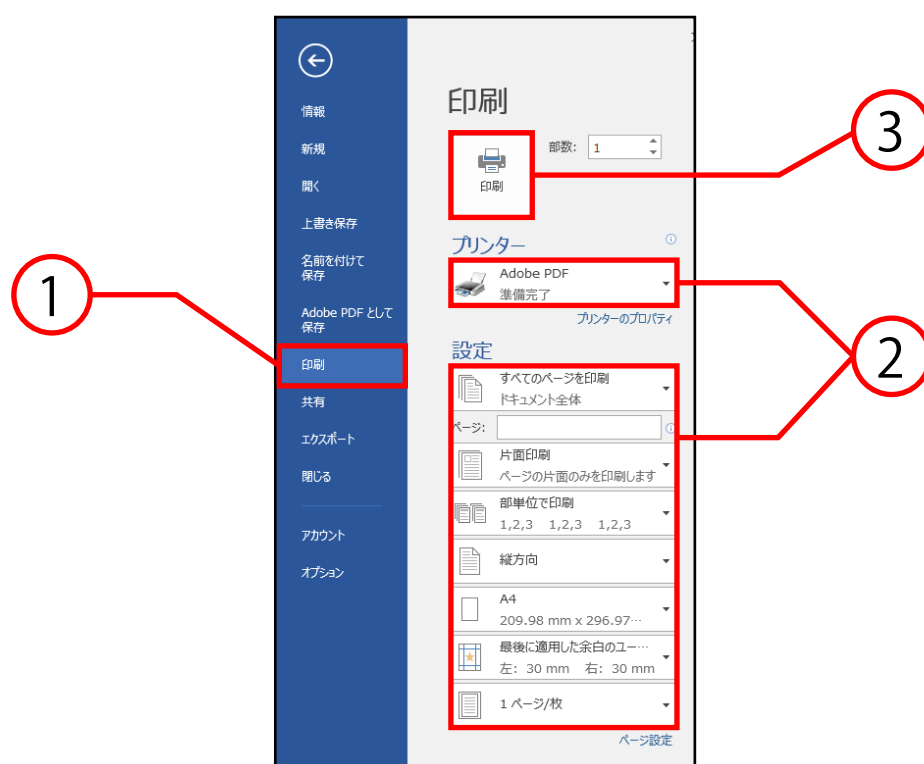 情報
新規
開く
上書き保存
名前を付けて
保存
Adobe PDF として
保存
印刷
共有
エクスポート
閉じる
アカウント
オプション
印刷
印刷
部数: 1
プリンター
Adobe PDF
準備完了
プリンターのプロパティ
設定
すべてのページを印刷
ドキュメント全体
ページ:
片面印刷
ページの片面のみを印刷します
部単位で印刷
1,2,3 1,2,3 1,2,3
縦方向
A4
209.98 mm x 296.97…
最後に適用した余白のユー…
左: 30 mm 右: 30 mm
1 ページ/枚
ページ設定
1
3
2